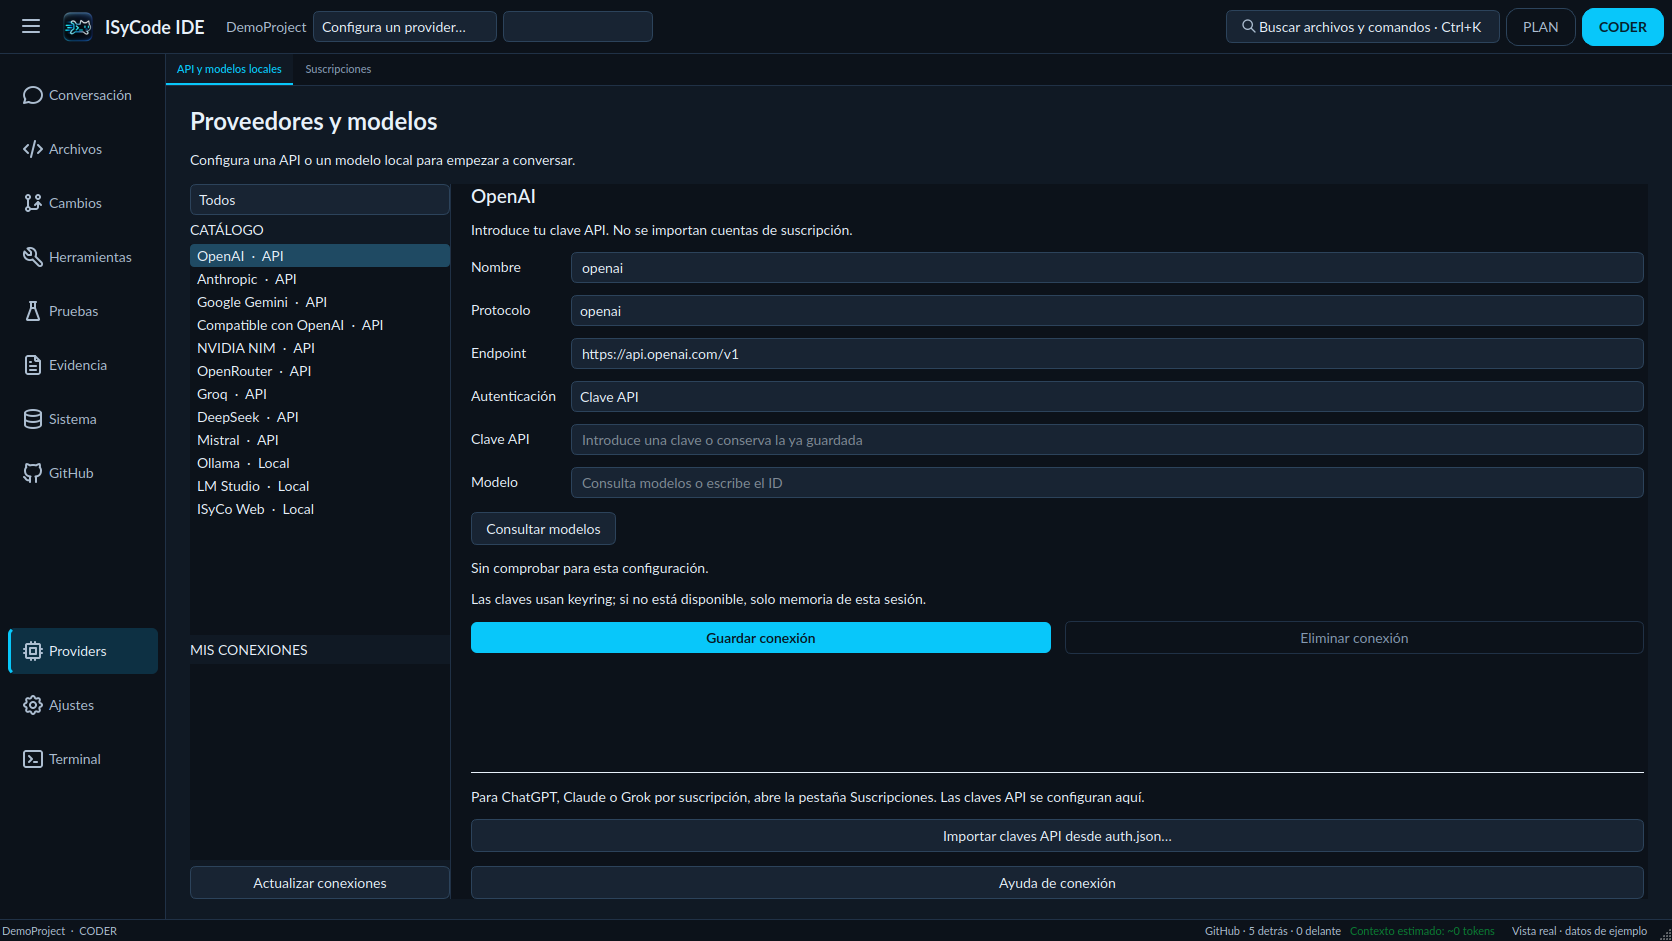 ISyCode IDE
DemoProject
Configura un provider...
Buscar archivos y comandos · Ctrl+K
PLAN
CODER
Conversación
Archivos
Cambios
Herramientas
Pruebas
Evidencia
Sistema
GitHub
Providers
Ajustes
Terminal
API y modelos locales
Suscripciones
Proveedores y modelos
Configura una API o un modelo local para empezar a conversar.
Todos
CATÁLOGO
OpenAI · API
Anthropic · API
Google Gemini · API
Compatible con OpenAI · API
NVIDIA NIM · API
OpenRouter · API
Groq · API
DeepSeek · API
Mistral · API
Ollama · Local
LM Studio · Local
ISyCo Web · Local
MIS CONEXIONES
Actualizar conexiones
OpenAI
Introduce tu clave API. No se importan cuentas de suscripción.
Nombre
openai
Protocolo
openai
Endpoint
https://api.openai.com/v1
Autenticación
Clave API
Clave API
Introduce una clave o conserva la ya guardada
Modelo
Consulta modelos o escribe el ID
Consultar modelos
Sin comprobar para esta configuración.
Las claves usan keyring; si no está disponible, solo memoria de esta sesión.
Guardar conexión
Eliminar conexión
Para ChatGPT, Claude o Grok por suscripción, abre la pestaña Suscripciones. Las claves API se configuran aquí.
Importar claves API desde auth.json...
Ayuda de conexión
DemoProject · CODER
GitHub · 5 detrás · 0 delante
Contexto estimado: ~0 tokens
Vista real · datos de ejemplo